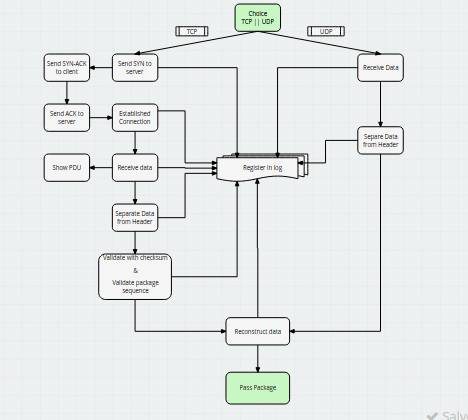 Choice
TCP || UDP
TCP
UDP
Send SYN-ACK
to client
Send SYN to
server
Receive Data
Send ACK to
server
Established
Connection
Separe Data
from Header
Show PDU
Receive data
Register in log
Separate Data
from Header
Validate with checksum
&
Validate package
sequence
Reconstruct data
Pass Package